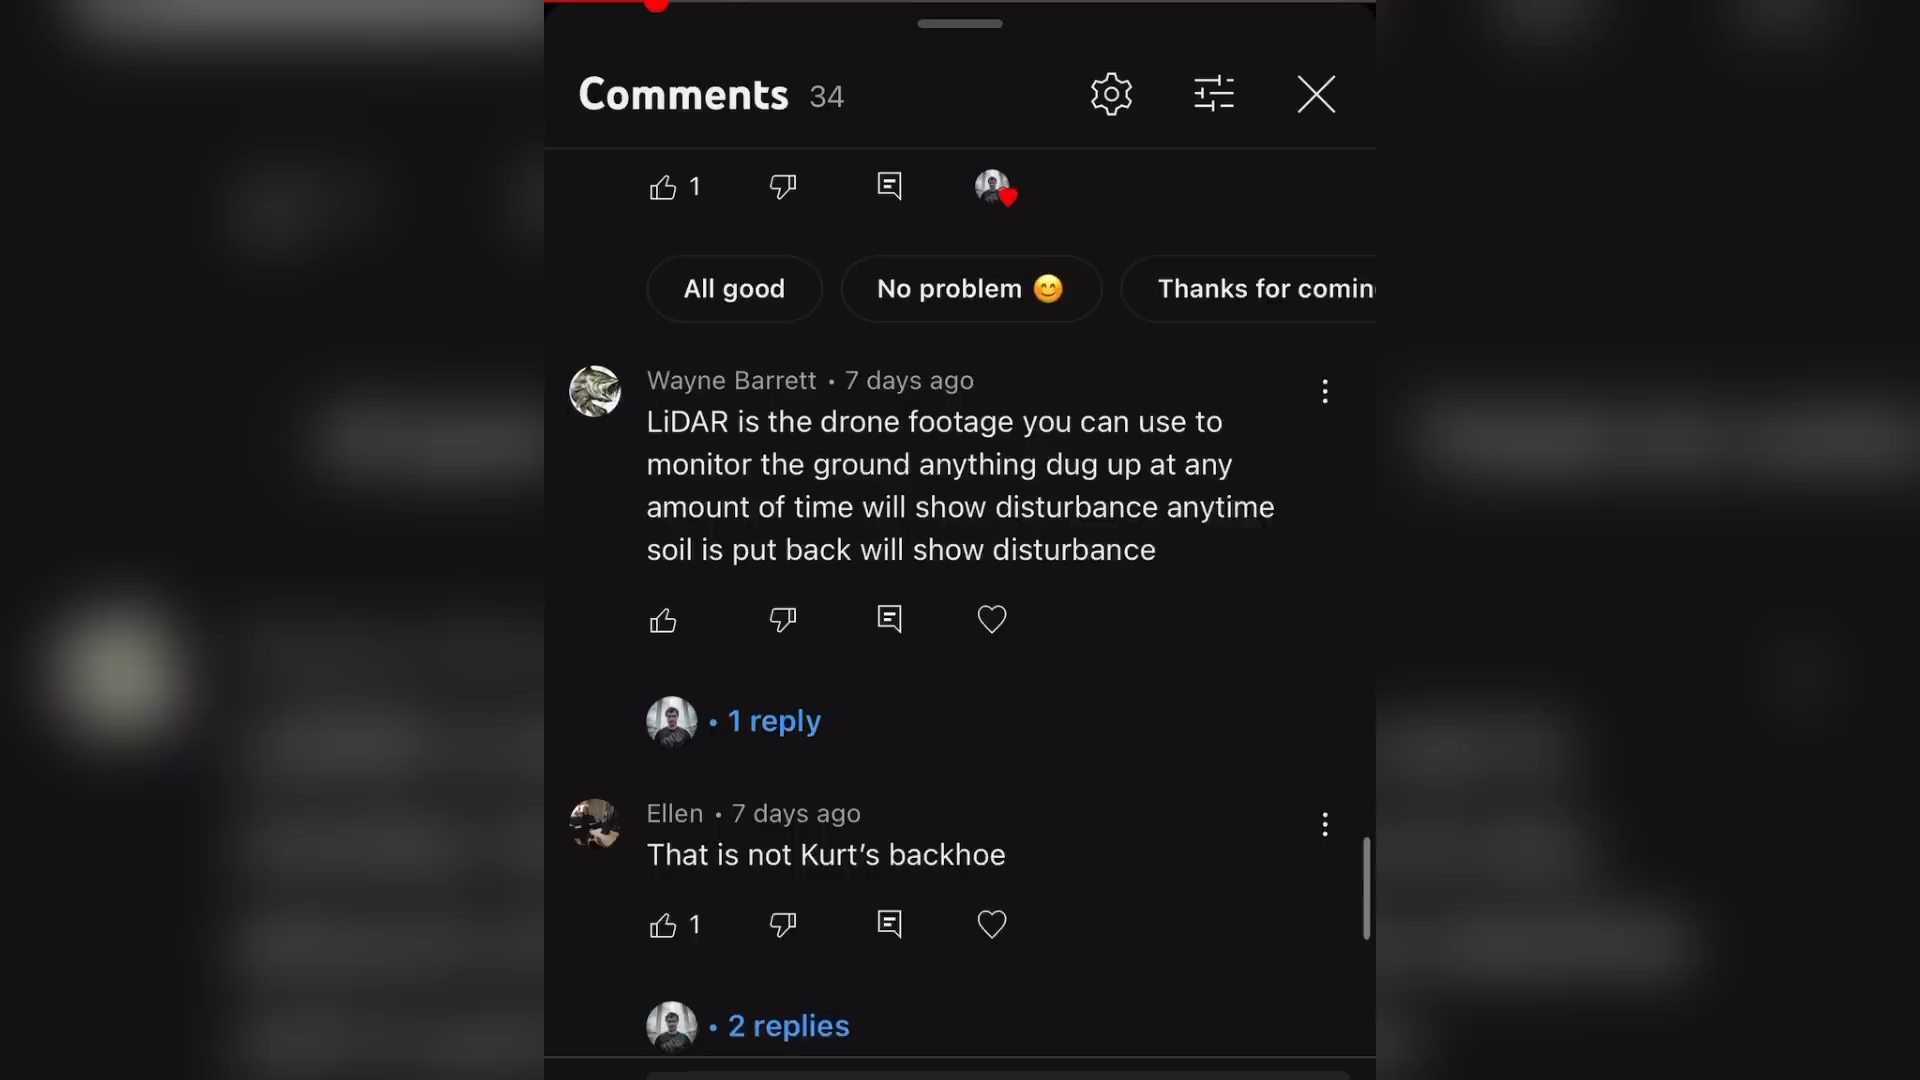 Comments 34
1
All good
No problem 😊
Thanks for comin
Wayne Barrett • 7 days ago
LiDAR is the drone footage you can use to
monitor the ground anything dug up at any
amount of time will show disturbance anytime
soil is put back will show disturbance
• 1 reply
Ellen • 7 days ago
That is not Kurt’s backhoe
1
• 2 replies